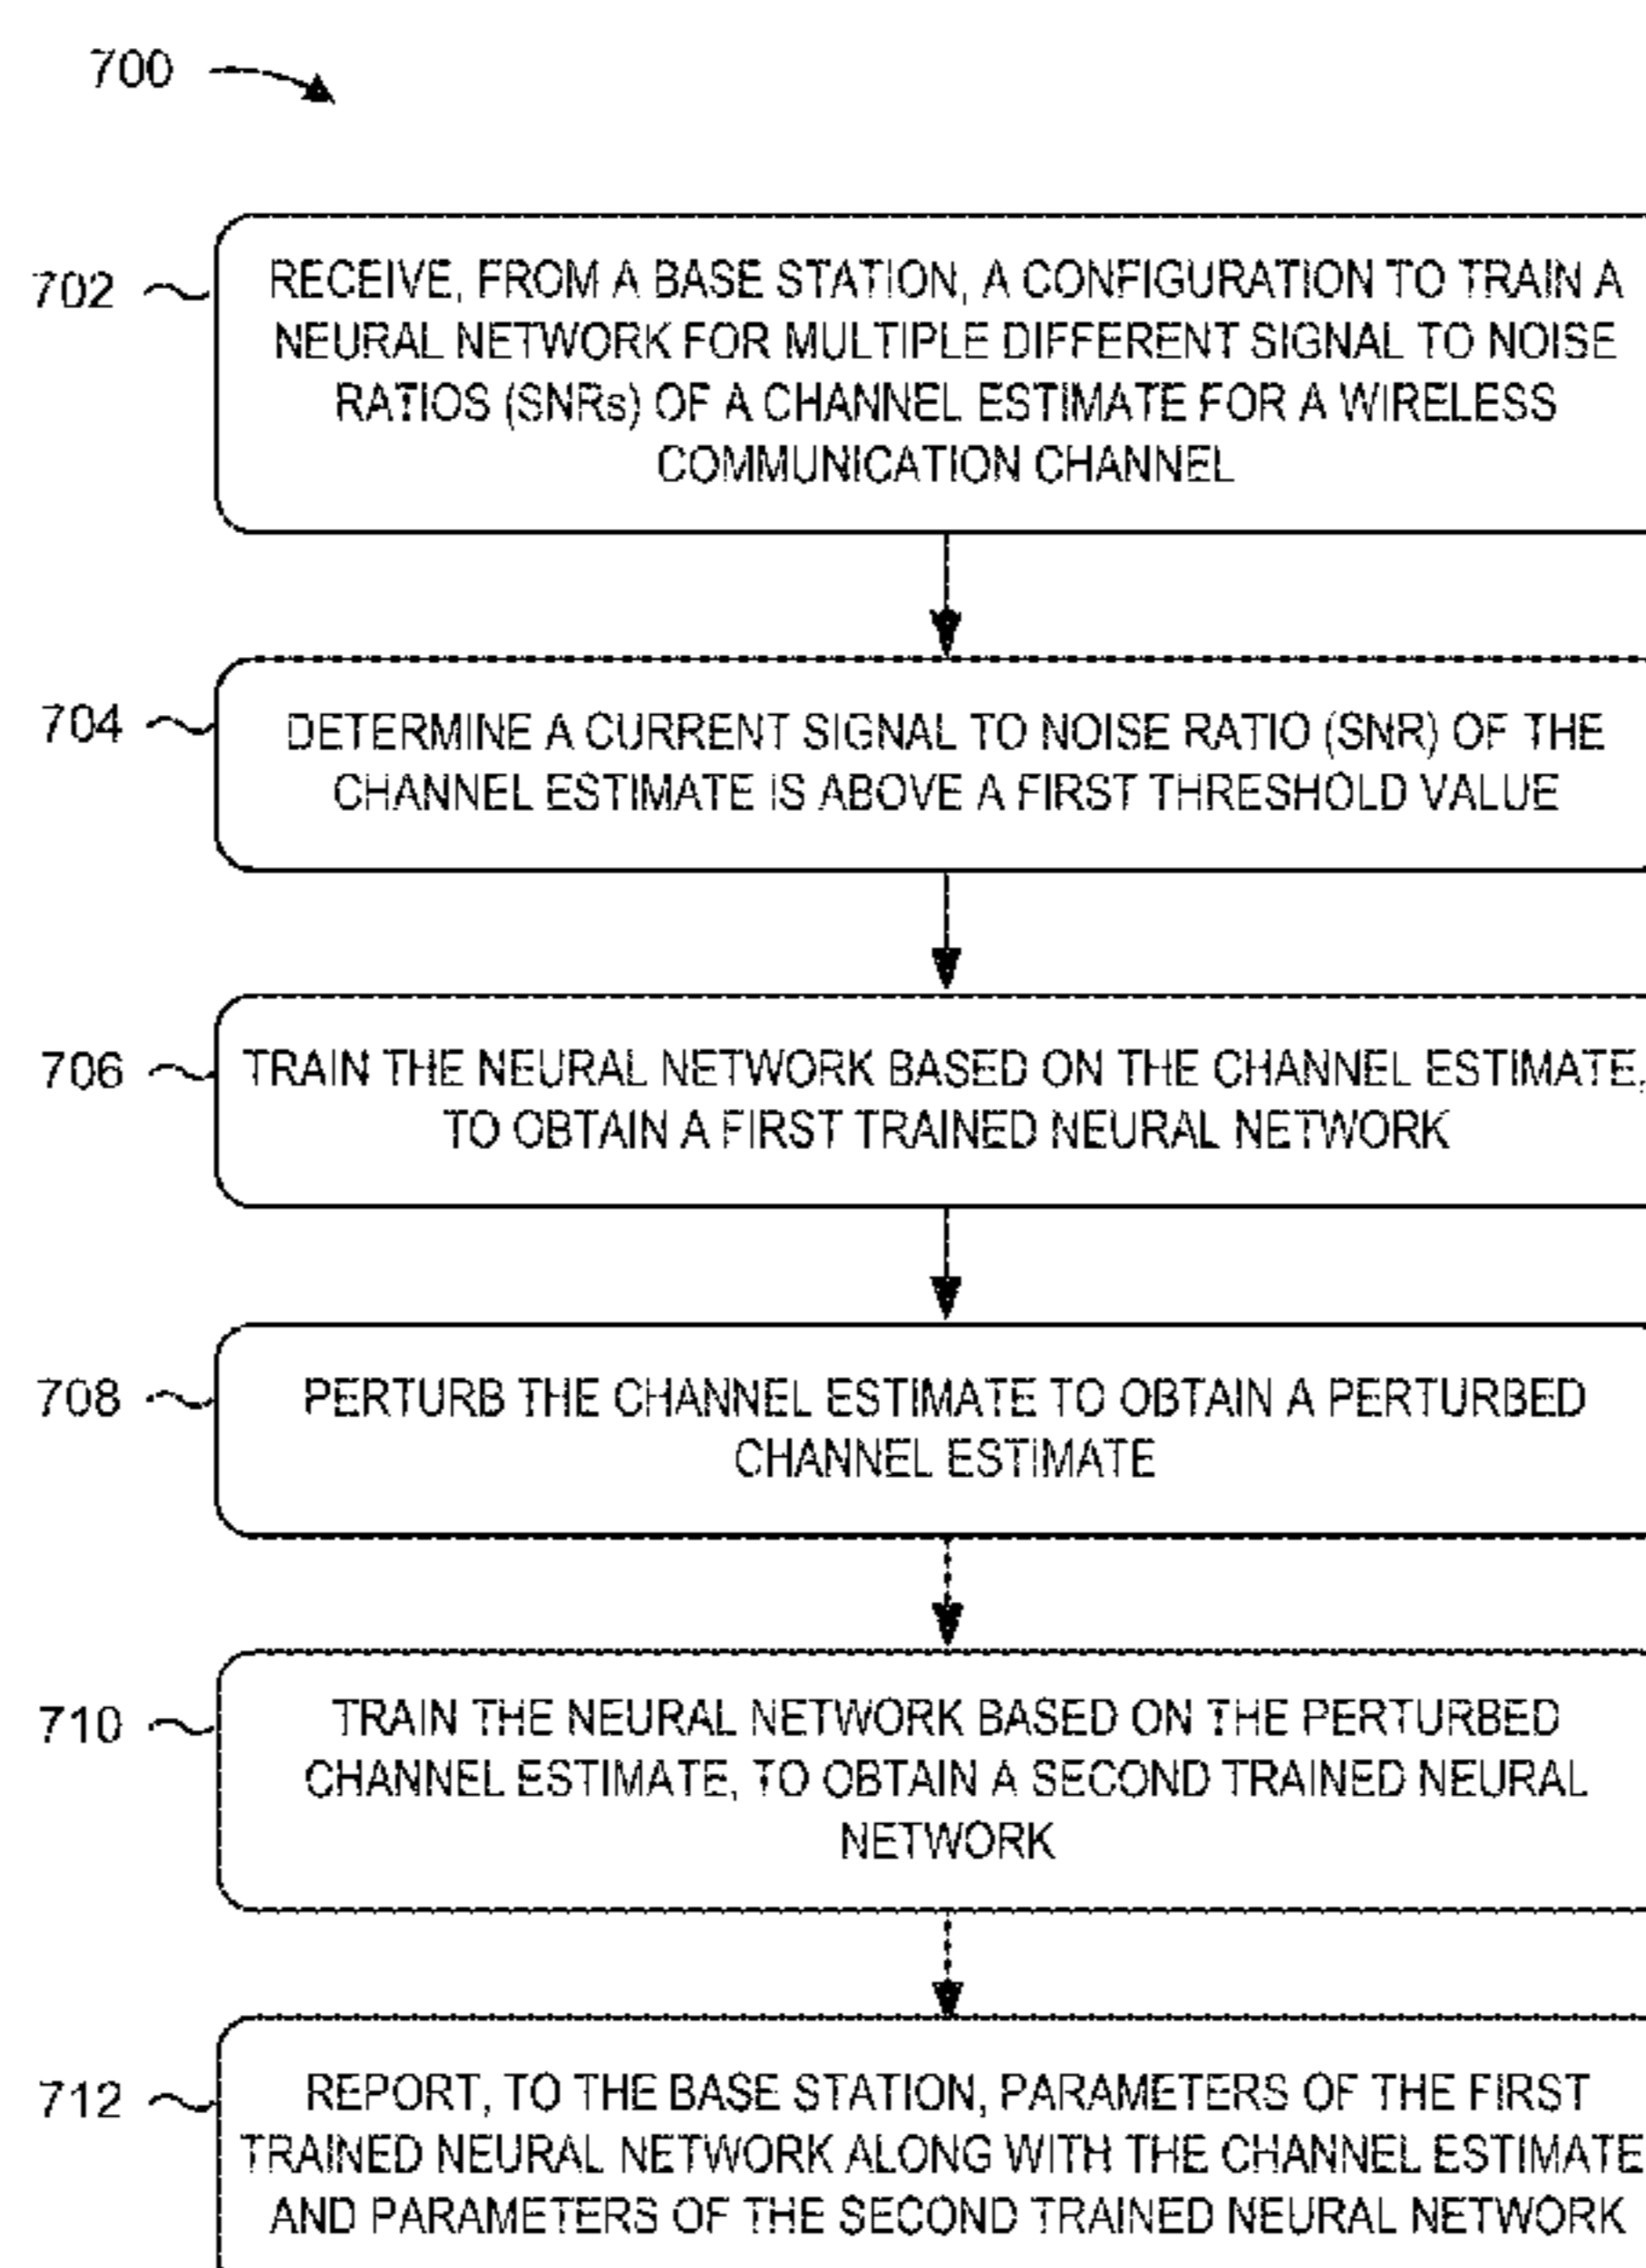 700
702
RECEIVE, FROM A BASE STATION, A CONFIGURATION TO TRAIN A
NEURAL NETWORK FOR MULTIPLE DIFFERENT SIGNAL TO NOISE
RATIOS (SNRs) OF A CHANNEL ESTIMATE FOR A WIRELESS
COMMUNICATION CHANNEL
704
DETERMINE A CURRENT SIGNAL TO NOISE RATIO (SNR) OF THE
CHANNEL ESTIMATE IS ABOVE A FIRST THRESHOLD VALUE
706
TRAIN THE NEURAL NETWORK BASED ON THE CHANNEL ESTIMATE,
TO OBTAIN A FIRST TRAINED NEURAL NETWORK
708
PERTURB THE CHANNEL ESTIMATE TO OBTAIN A PERTURBED
CHANNEL ESTIMATE
710
TRAIN THE NEURAL NETWORK BASED ON THE PERTURBED
CHANNEL ESTIMATE, TO OBTAIN A SECOND TRAINED NEURAL
NETWORK
712
REPORT, TO THE BASE STATION, PARAMETERS OF THE FIRST
TRAINED NEURAL NETWORK ALONG WITH THE CHANNEL ESTIMATE
AND PARAMETERS OF THE SECOND TRAINED NEURAL NETWORK